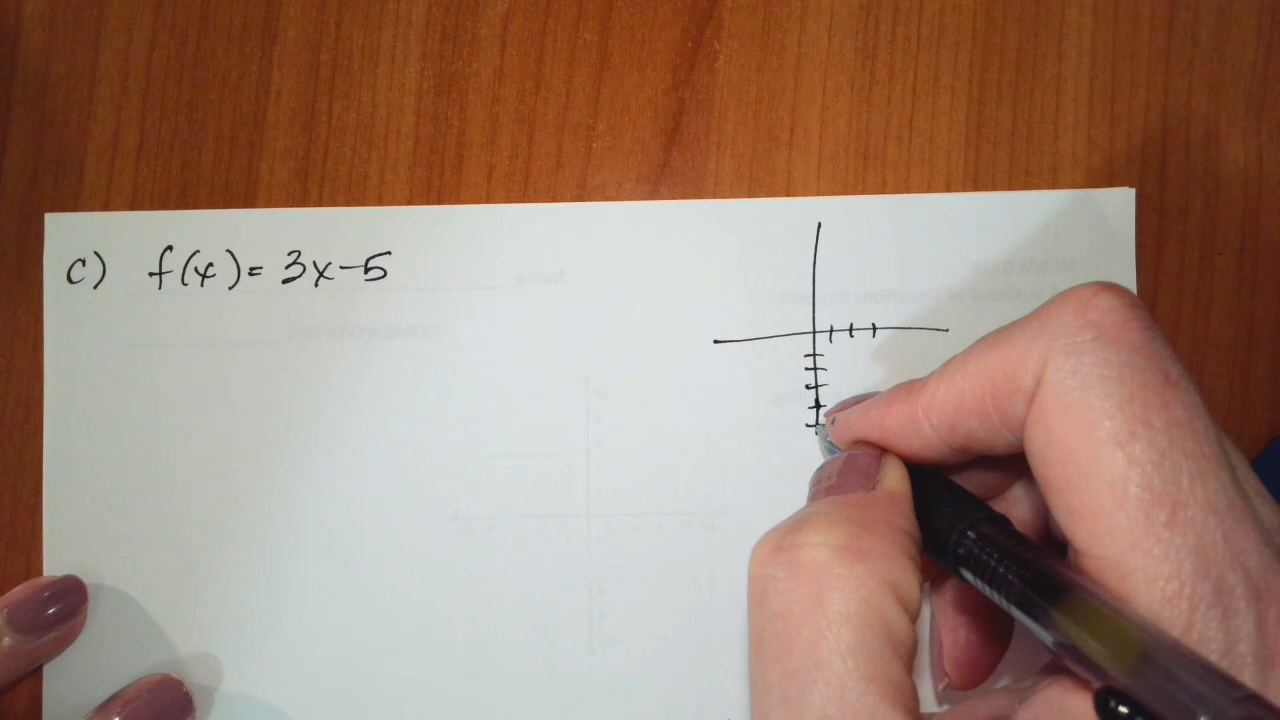 c) f(x) = 3x-5